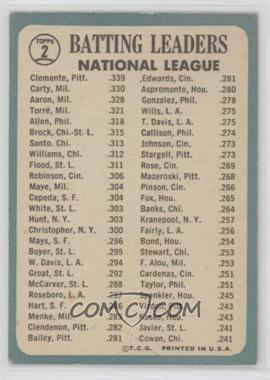 TOPPS
2
BATTING LEADERS
NATIONAL LEAGUE
Clemente, Pitt. .339
Carty, Mil. .330
Aaron, Mil. .328
Torre, Mil. .321
Allen, Phil. .318
Brock, Chi-St. L. .315
Santo, Chi. .313
Williams, Chi. .312
Flood, St. L. .311
Robinson, Cin. .306
Maye, Mil. .304
Cepeda, S. F. .304
White, St. L. .303
Hunt, N. Y. .303
Christopher, N. Y. .300
Mays, S. F. .296
Boyer, St. L. .295
W. Davis, L. A. .294
Groat, St. L. .292
McCarver, St. L. .288
Roseboro, L. A.
Hart, S. F.
Menke, Mil. .283
Clendenon, Pitt. .282
Bailey, Pitt. .281
Edwards, Cin. .281
Aspromonte, Hou. .280
Gonzalez, Phil. .278
Wills, L. A. .275
T. Davis, L. A. .275
Callison, Phil. .274
Johnson, Cin. .273
Stargell, Pitt. .273
Rose, Cin. .269
Mazeroski, Pitt. .268
Pinson, Cin. .266
Fox, Hou. .265
Banks, Chi. .264
Kranepool, N. Y. .257
Fairly, L. A. .256
Bond, Hou. .254
Stewart, Chi. .253
F. Alou, Mil. .253
Cardenas, Cin. .251
Taylor, Phil. .251
Spangler, Hou. .245
Virdon, Pitt. .243
Hou. .243
Javier, St. L. .241
Cowan, Chi. .241
©T.C.G. PRINTED IN U.S.A.
COMC